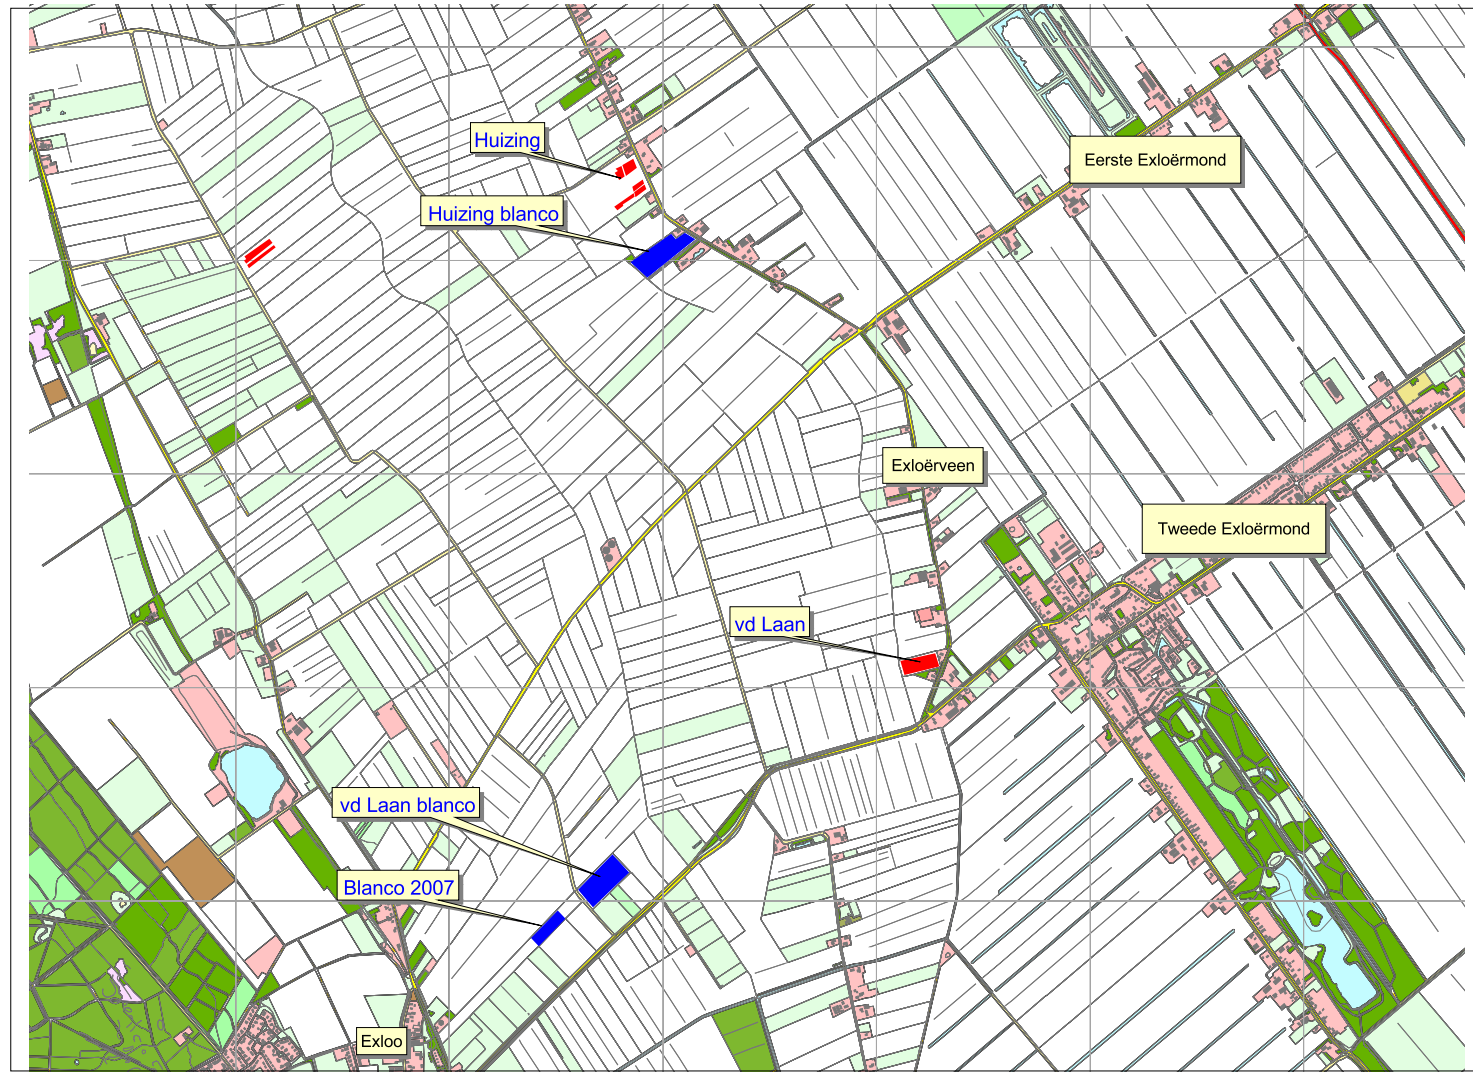 Huizing
Eerste Exloërmond
Huizing blanco
Exloërveen
Tweede Exloërmond
vd Laan
vd Laan blanco
Blanco 2007
Exloo